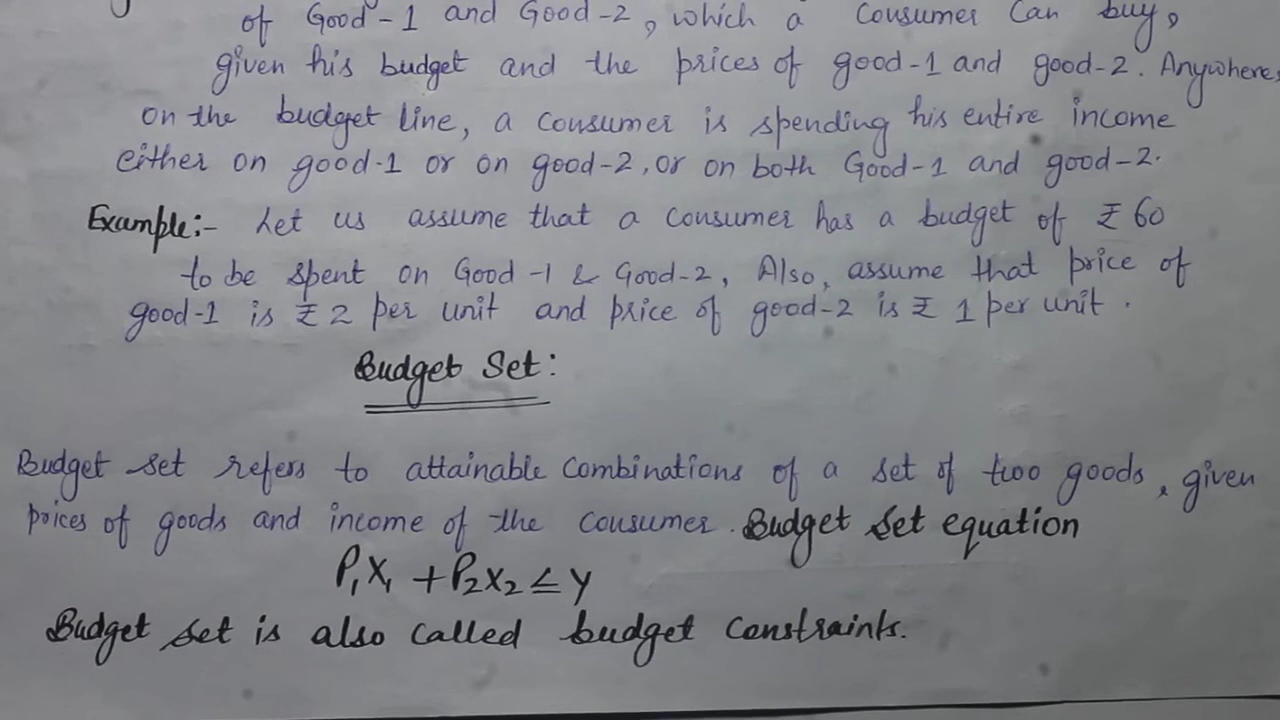 of Good-1 and Good-2, which a Consumer Can buy,
given his budget and the prices of good-1 and good-2. Anywhere
on the budget line, a consumer is spending his entire income
either on good-1 or on good-2, or on both Good-1 and good-2.
Example:- Let us assume that a consumer has a budget of ₹ 60
to be spent on Good-1 & Good-2, Also, assume that price of
good-1 is ₹ 2 per unit and price of good-2 is ₹ 1 per unit.
Budget Set:
Budget set refers to attainable combinations of a set of two goods, given
prices of goods and income of the consumer. Budget set equation
P₁X₁ + P₂X₂ ≤ Y
Budget set is also called budget constraints.